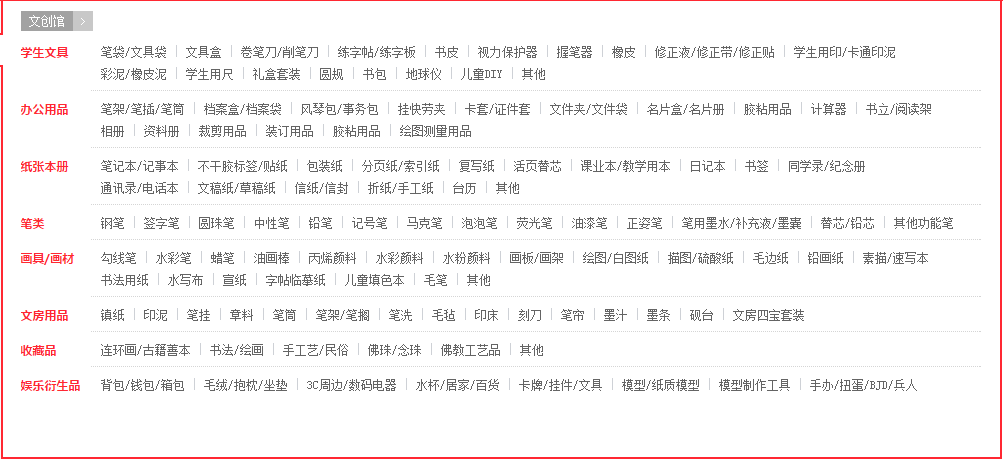 文创馆 >
学生文具 笔袋/文具袋 | 文具盒 | 卷笔刀/削笔刀 | 练字帖/练字板 | 书皮 | 视力保护器 | 握笔器 | 橡皮 | 修正液/修正带/修正贴 | 学生用印/卡通印泥
彩泥/橡皮泥 | 学生用尺 | 礼盒套装 | 圆规 | 书包 | 地球仪 | 儿童DIY | 其他
办公用品 笔架/笔插/笔筒 | 档案盒/档案袋 | 风琴包/事务包 | 挂快劳夹 | 卡套/证件套 | 文件夹/文件袋 | 名片盒/名片册 | 胶粘用品 | 计算器 | 书立/阅读架
相册 | 资料册 | 裁剪用品 | 装订用品 | 胶粘用品 | 绘图测量用品
纸张本册 笔记本/记事本 | 不干胶标签/贴纸 | 包装纸 | 分页纸/索引纸 | 复写纸 | 活页替芯 | 课业本/教学用本 | 日记本 | 书签 | 同学录/纪念册
通讯录/电话本 | 文稿纸/草稿纸 | 信纸/信封 | 折纸/手工纸 | 台历 | 其他
笔类 钢笔 | 签字笔 | 圆珠笔 | 中性笔 | 铅笔 | 记号笔 | 马克笔 | 泡泡笔 | 荧光笔 | 油漆笔 | 正姿笔 | 笔用墨水/补充液/墨囊 | 替芯/铅芯 | 其他功能笔
画具/画材 勾线笔 | 水彩笔 | 蜡笔 | 油画棒 | 丙烯颜料 | 水彩颜料 | 水粉颜料 | 画板/画架 | 绘图/白图纸 | 描图/硫酸纸 | 毛边纸 | 铅画纸 | 素描/速写本
书法用纸 | 水写布 | 宣纸 | 字帖临摹纸 | 儿童填色本 | 毛笔 | 其他
文房用品 镇纸 | 印泥 | 笔挂 | 章料 | 笔筒 | 笔架/笔搁 | 笔洗 | 毛毡 | 印床 | 刻刀 | 笔帘 | 墨汁 | 墨条 | 砚台 | 文房四宝套装
收藏品 连环画/古籍善本 | 书法/绘画 | 手工艺/民俗 | 佛珠/念珠 | 佛教工艺品 | 其他
娱乐衍生品 背包/钱包/箱包 | 毛绒/抱枕/坐垫 | 3C周边/数码电器 | 水杯/居家/百货 | 卡牌/挂件/文具 | 模型/纸质模型 | 模型制作工具 | 手办/扭蛋/BJD/兵人